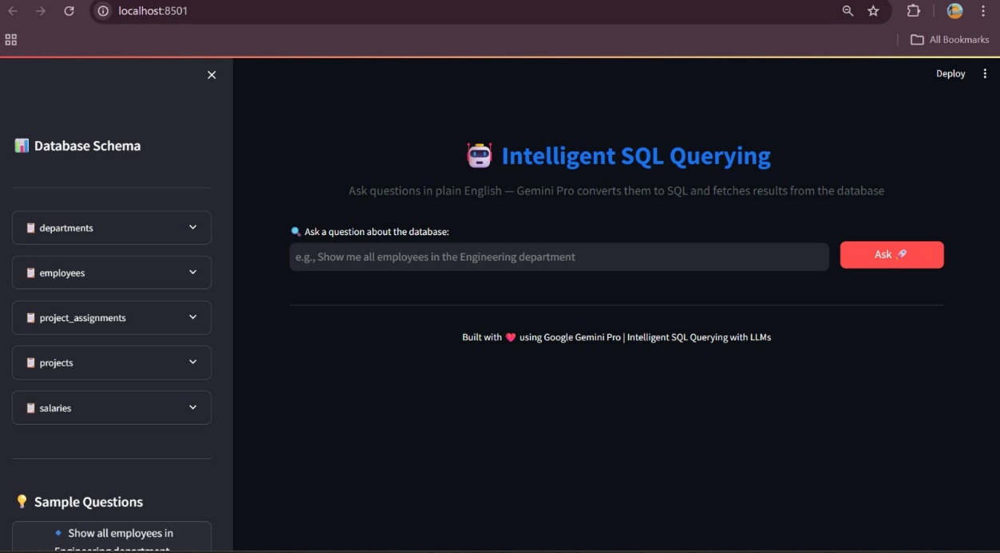 localhost:8501
All Bookmarks
Deploy
📊 Database Schema
📋 departments
📋 employees
📋 project_assignments
📋 projects
📋 salaries
💡 Sample Questions
🔹 Show all employees in
Engineering department
🤖 Intelligent SQL Querying
Ask questions in plain English — Gemini Pro converts them to SQL and fetches results from the database
🔍 Ask a question about the database:
e.g., Show me all employees in the Engineering department
Ask 🚀
Built with ❤️ using Google Gemini Pro | Intelligent SQL Querying with LLMs